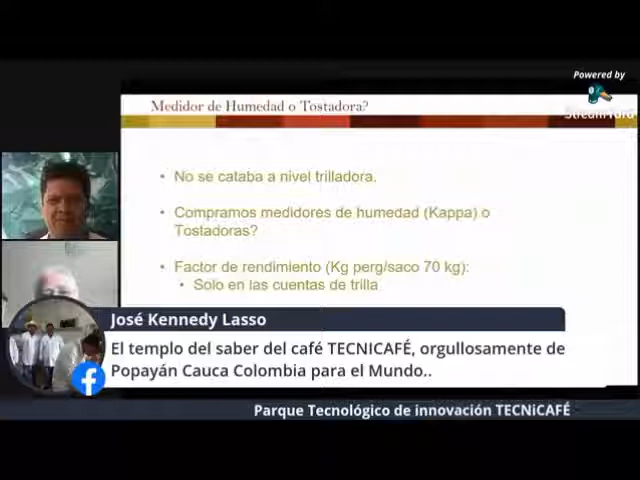 Powered by
StreamYard
Medidor de Humedad o Tostadora?
• No se cataba a nivel trilladora.
• Compramos medidores de humedad (Kappa) o
Tostadoras?
• Factor de rendimiento (Kg perg/saco 70 kg):
• Solo en las cuentas de trilla
José Kennedy Lasso
El templo del saber del café TECNICAFÉ, orgullosamente de
Popayán Cauca Colombia para el Mundo..
Parque Tecnológico de innovación TECNiCAFÉ